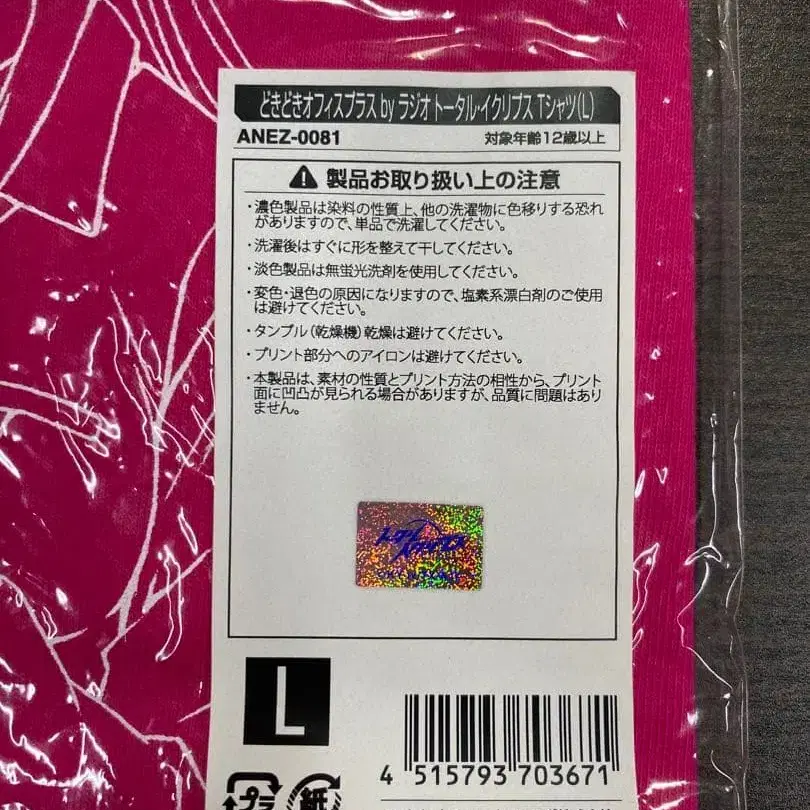 どきどきオフィスプラス by ラジオ トータル・イクリプス Tシャツ(L)
ANEZ-0081 対象年齢12歳以上
製品お取り扱い上の注意
・濃色製品は染料の性質上、他の洗濯物に色移りする恐れ
がありますので、単品で洗濯してください。
・洗濯後はすぐに形を整えて干してください。
・淡色製品は無蛍光洗剤を使用してください。
・変色・退色の原因になりますので、塩素系漂白剤のご使用
は避けてください。
・タンブル(乾燥機)乾燥は避けてください。
・プリント部分へのアイロンは避けてください。
・本製品は、素材の性質とプリント方法の相性から、プリント
面に凹凸が見られる場合がありますが、品質に問題はあり
ません。
トータル
イクリプス
L
4 515793 703671
プラ
紙